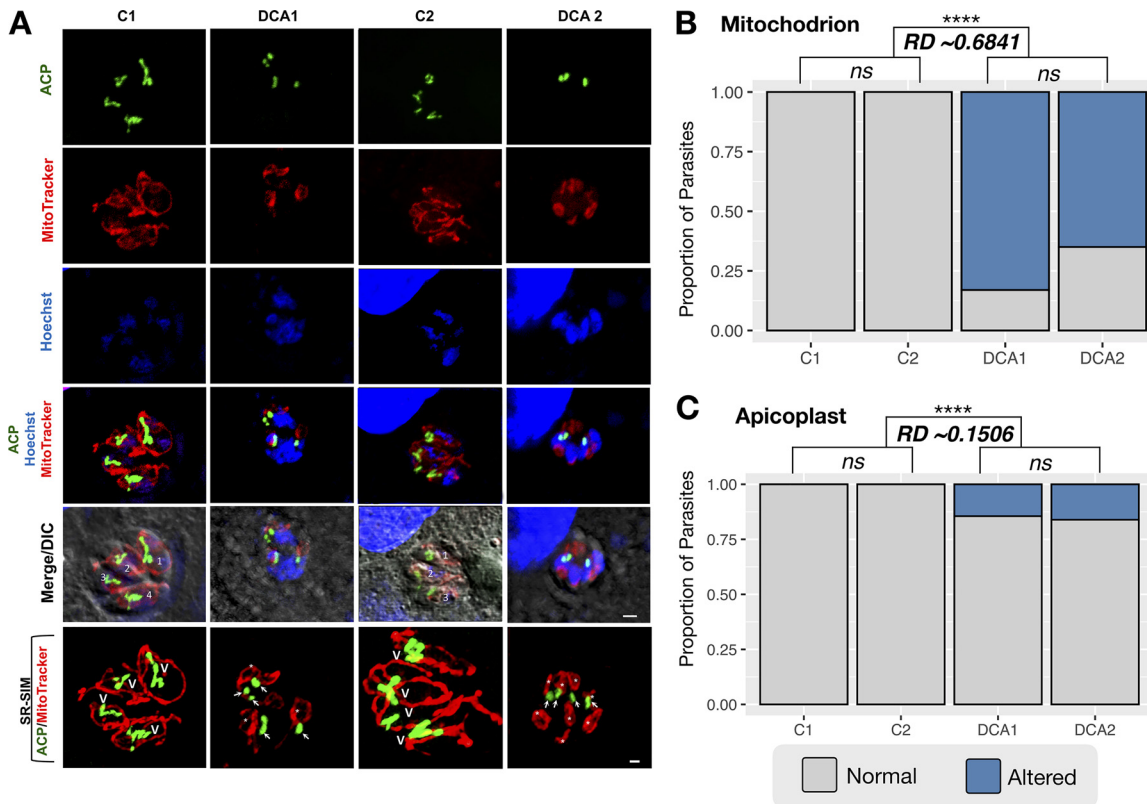 A
C1
DCA1
C2
DCA 2
ACP
MitoTracker
Hoechst
ACP
Hoechst
MitoTracker
Merge/DIC
1
2
3
4
1
2
3
SR-SIM
ACP/MitoTracker
V
V
V
V
*
*
*
V
V
V
V
*
*
*
*
*
*
B
Mitochodrion
****
RD ~0.6841
ns
ns
Proportion of Parasites
1.00
0.75
0.50
0.25
0.00
C1
C2
DCA1
DCA2
C
Apicoplast
****
RD ~0.1506
ns
ns
Proportion of Parasites
1.00
0.75
0.50
0.25
0.00
C1
C2
DCA1
DCA2
Normal
Altered